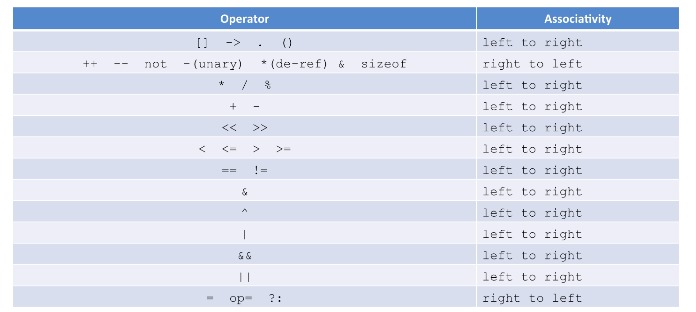 Operator Associativity
[] -> . () left to right
++ -- not -(unary) *(de-ref) & sizeof right to left
* / % left to right
+ - left to right
<< >> left to right
< <= > >= left to right
== != left to right
& left to right
^ left to right
| left to right
&& left to right
|| left to right
= op= ?: right to left